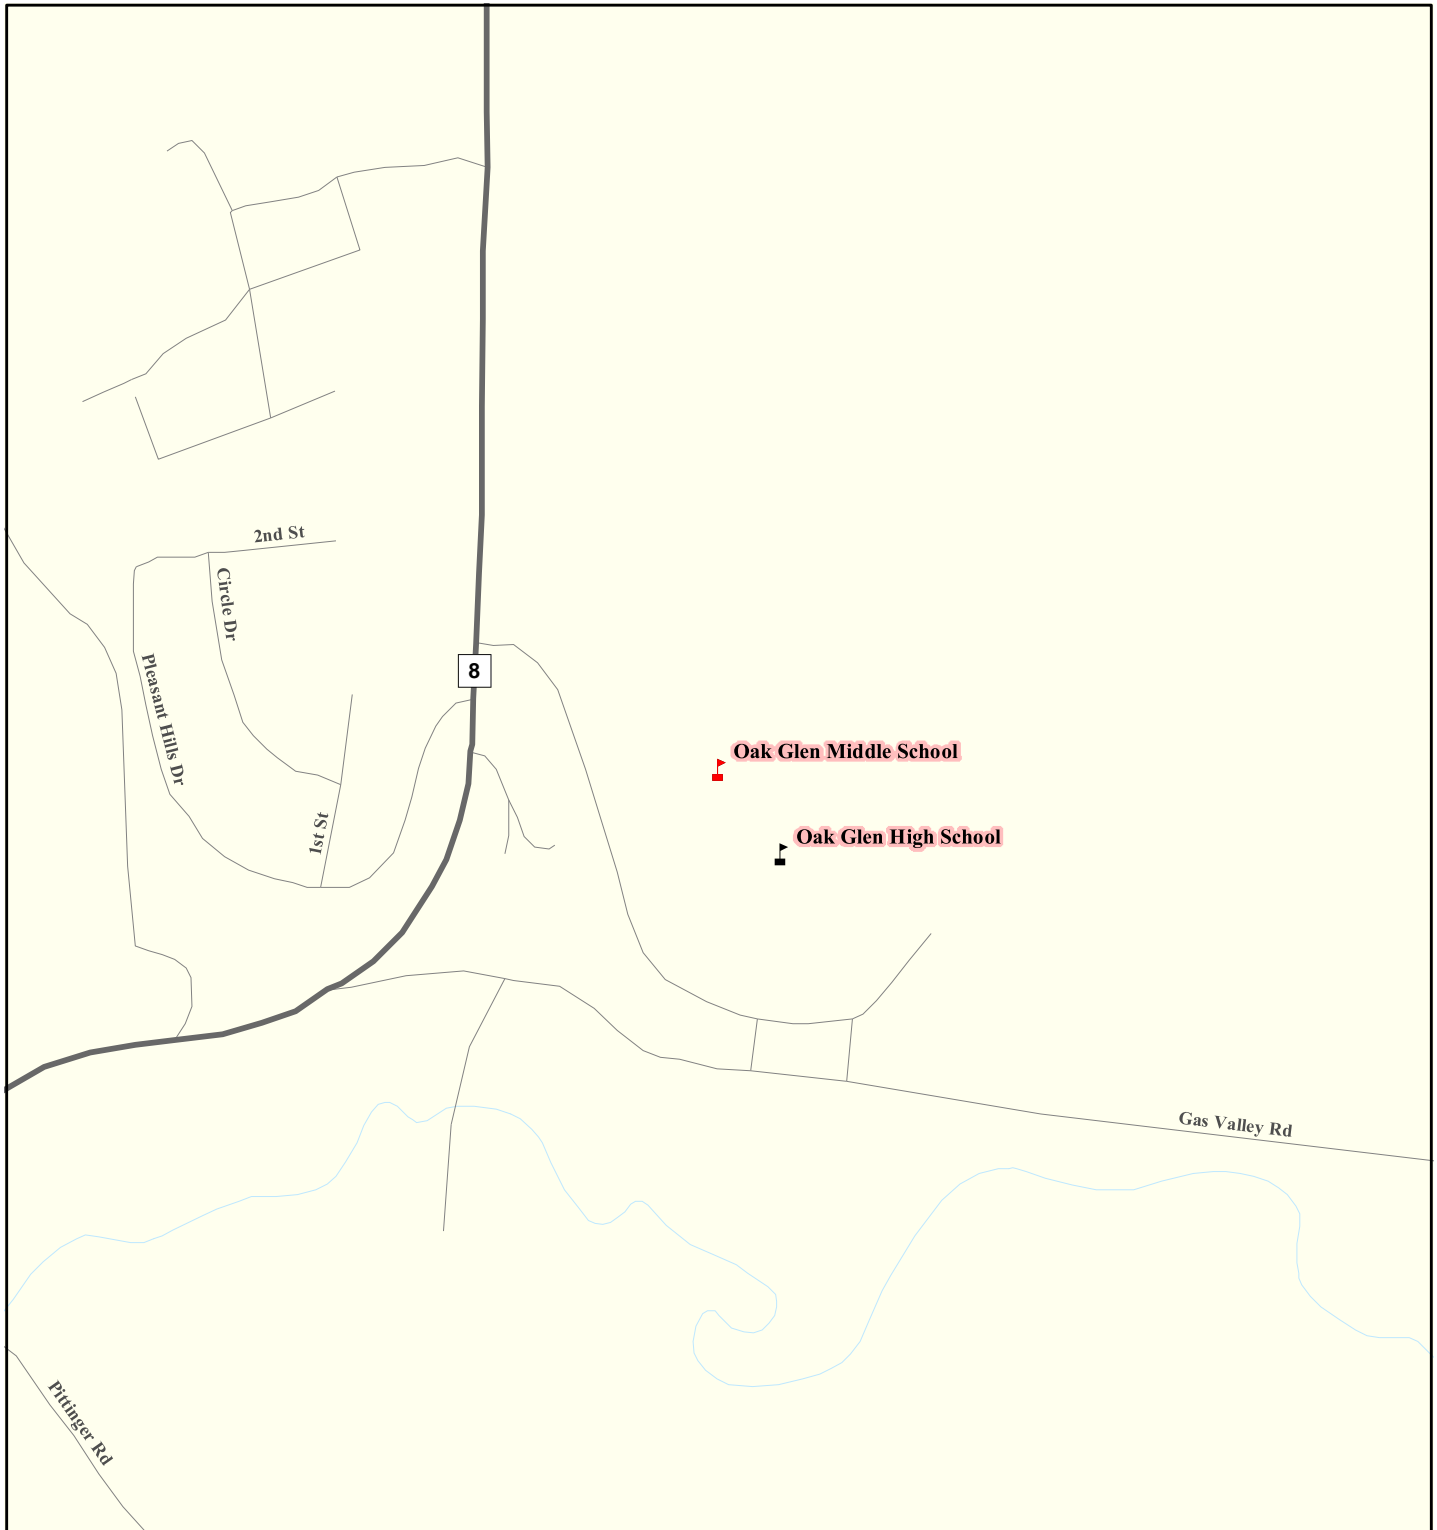 2nd St
Circle Dr
Pleasant Hills Dr
8
Oak Glen Middle School
1st St
Oak Glen High School
Gas Valley Rd
Pittinger Rd